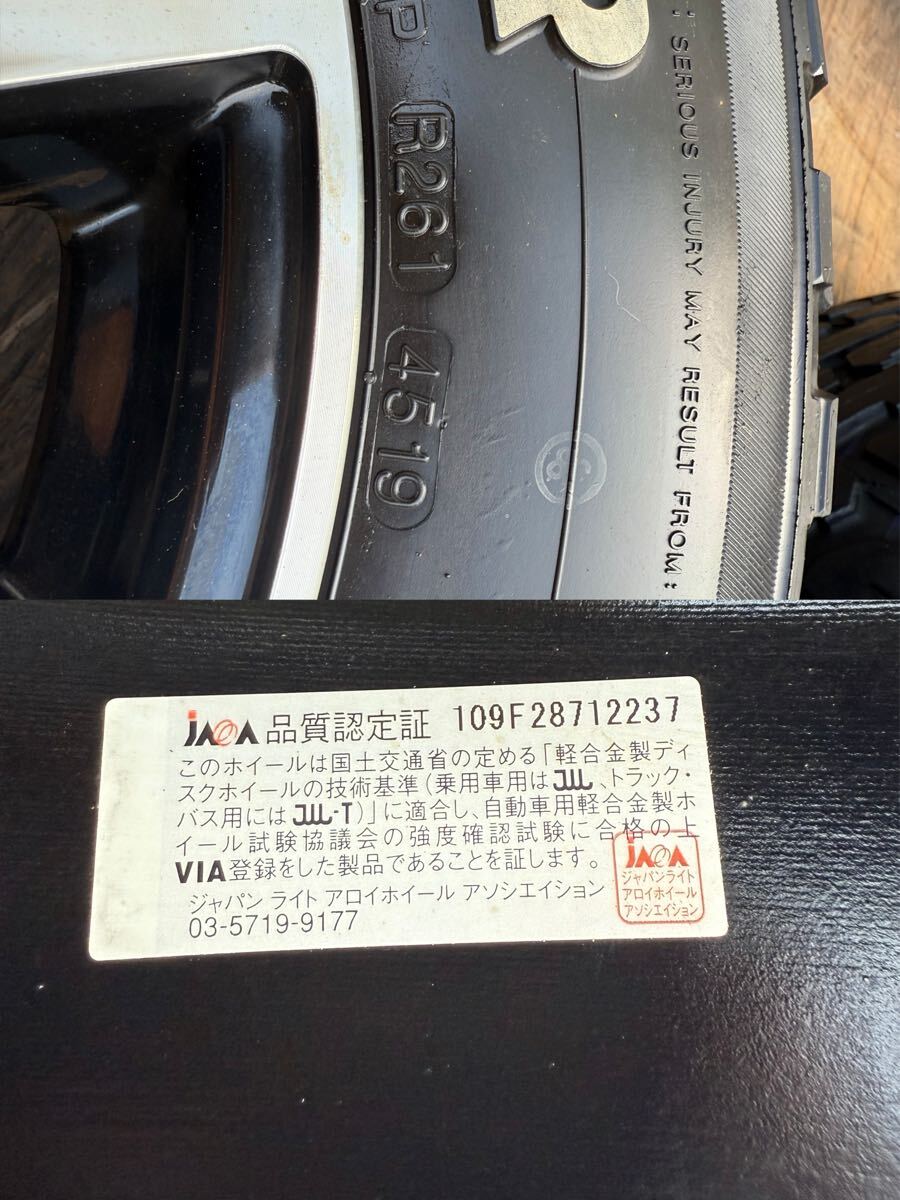 R
P
R261
4519
: SERIOUS INJURY MAY RESULT FROM:
JAWA 品質認定証 109F28712237
このホイールは国土交通省の定める「軽合金製ディ
スクホイールの技術基準(乗用車用はJWL、トラック・
バス用にはJWL-T)」に適合し、自動車用軽合金製ホ
イール試験協議会の強度確認試験に合格の上
VIA登録をした製品であることを証します。
ジャパン ライト アロイホイール アソシエイション
03-5719-9177
JAWA
ジャパンライト
アロイホイール
アソシエイション